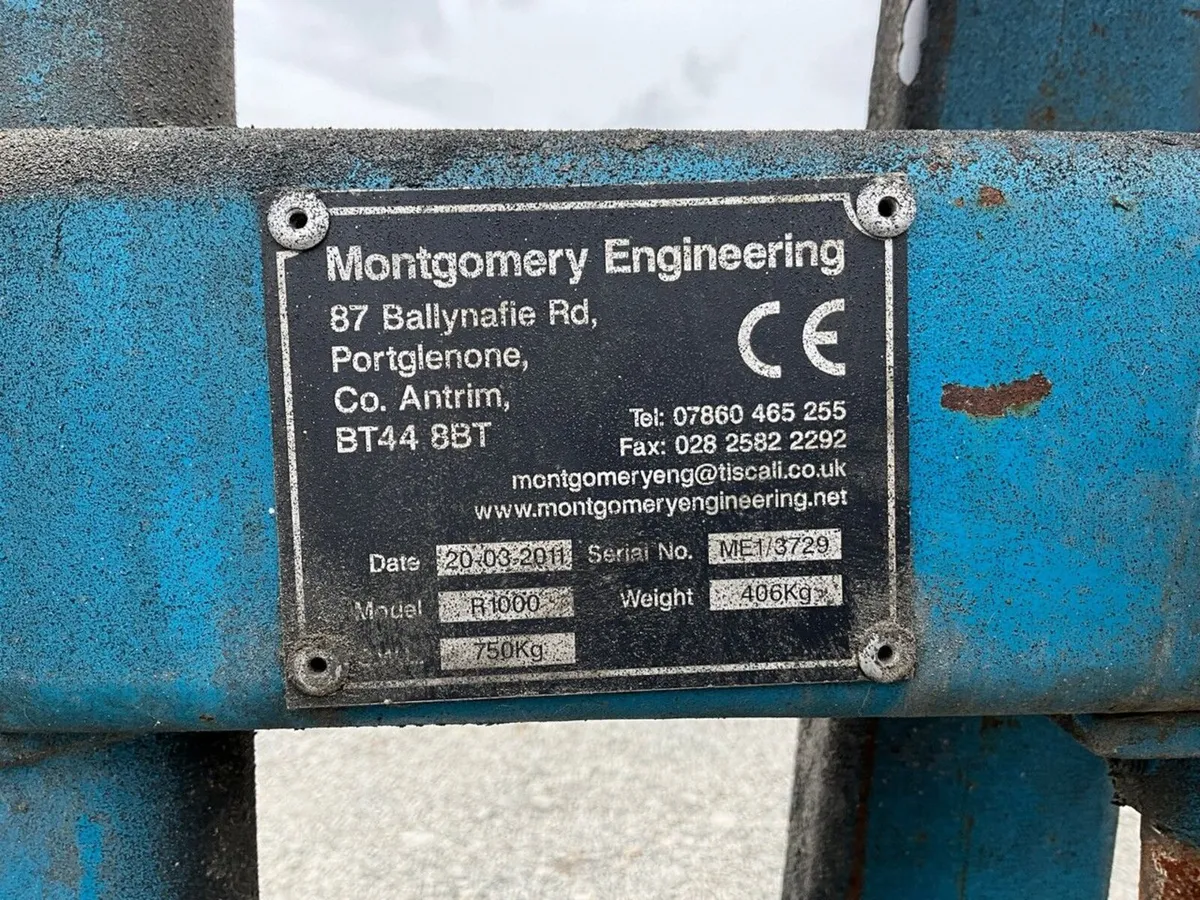 Montgomery Engineering
87 Ballynafie Rd,
Portglenone,
Co. Antrim,
BT44 8BT
CE
Tel: 07860 465 255
Fax: 028 2582 2292
montgomeryeng@tiscali.co.uk
www.montgomeryengineering.net
Date 20-03-2011 Serial No. ME1/3729
Model R1000 Weight 406Kg
750Kg